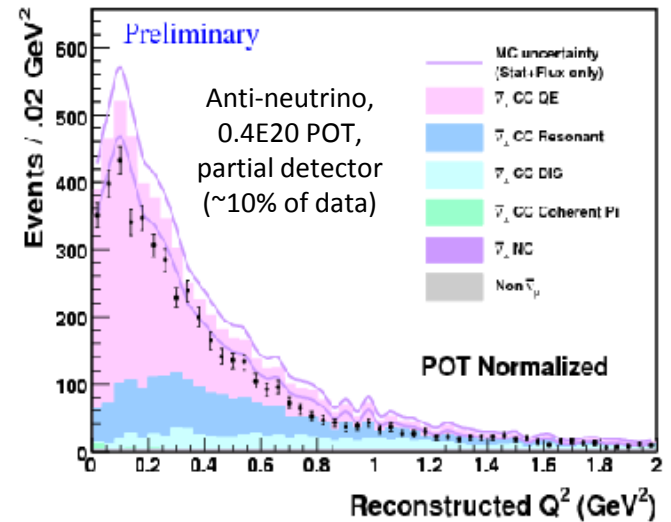 Preliminary
Anti-neutrino,
0.4E20 POT,
partial detector
(~10% of data)
MC uncertainty
(Stat+Flux only)
CC QE
CC Resonant
CC DIS
CC Coherent Pi
NC
Non ν̅μ
POT Normalized
Events / .02 GeV²
600
500
400
300
200
100
0
0 0.2 0.4 0.6 0.8 1 1.2 1.4 1.6 1.8 2
Reconstructed Q² (GeV²)